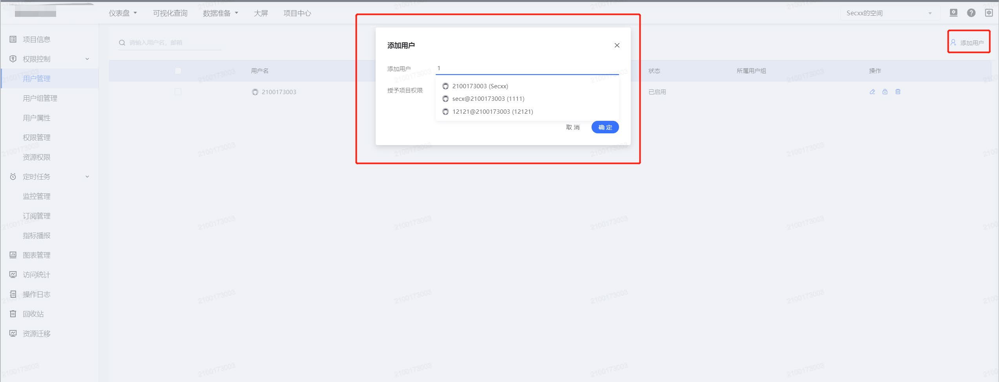 仪表盘 可视化查询 数据准备 大屏 项目中心 Secxx的空间 中
项目信息
权限控制
用户管理
用户组管理
用户属性
权限管理
资源权限
定时任务
监控管理
订阅管理
指标播报
图表管理
访问统计
操作日志
回收站
资源迁移
请输入用户名, 邮箱
添加用户
用户名 状态 所属用户组 操作
2100173003 已启用
添加用户
添加用户 1
授予项目权限
2100173003 (Secxx)
secx@2100173003 (1111)
12121@2100173003 (12121)
取 消 确 定
2100173003